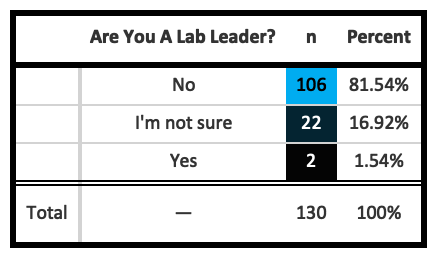 Are You A Lab Leader? n Percent
No 106 81.54%
I'm not sure 22 16.92%
Yes 2 1.54%
Total — 130 100%